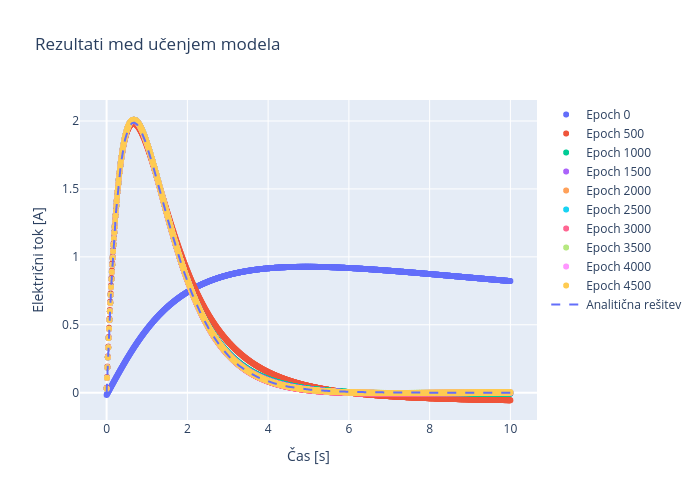 Rezultati med učenjem modela
Električni tok [A]
2
1.5
1
0.5
0
0
2
4
6
8
10
Čas [s]
Epoch 0
Epoch 500
Epoch 1000
Epoch 1500
Epoch 2000
Epoch 2500
Epoch 3000
Epoch 3500
Epoch 4000
Epoch 4500
Analitična rešitev